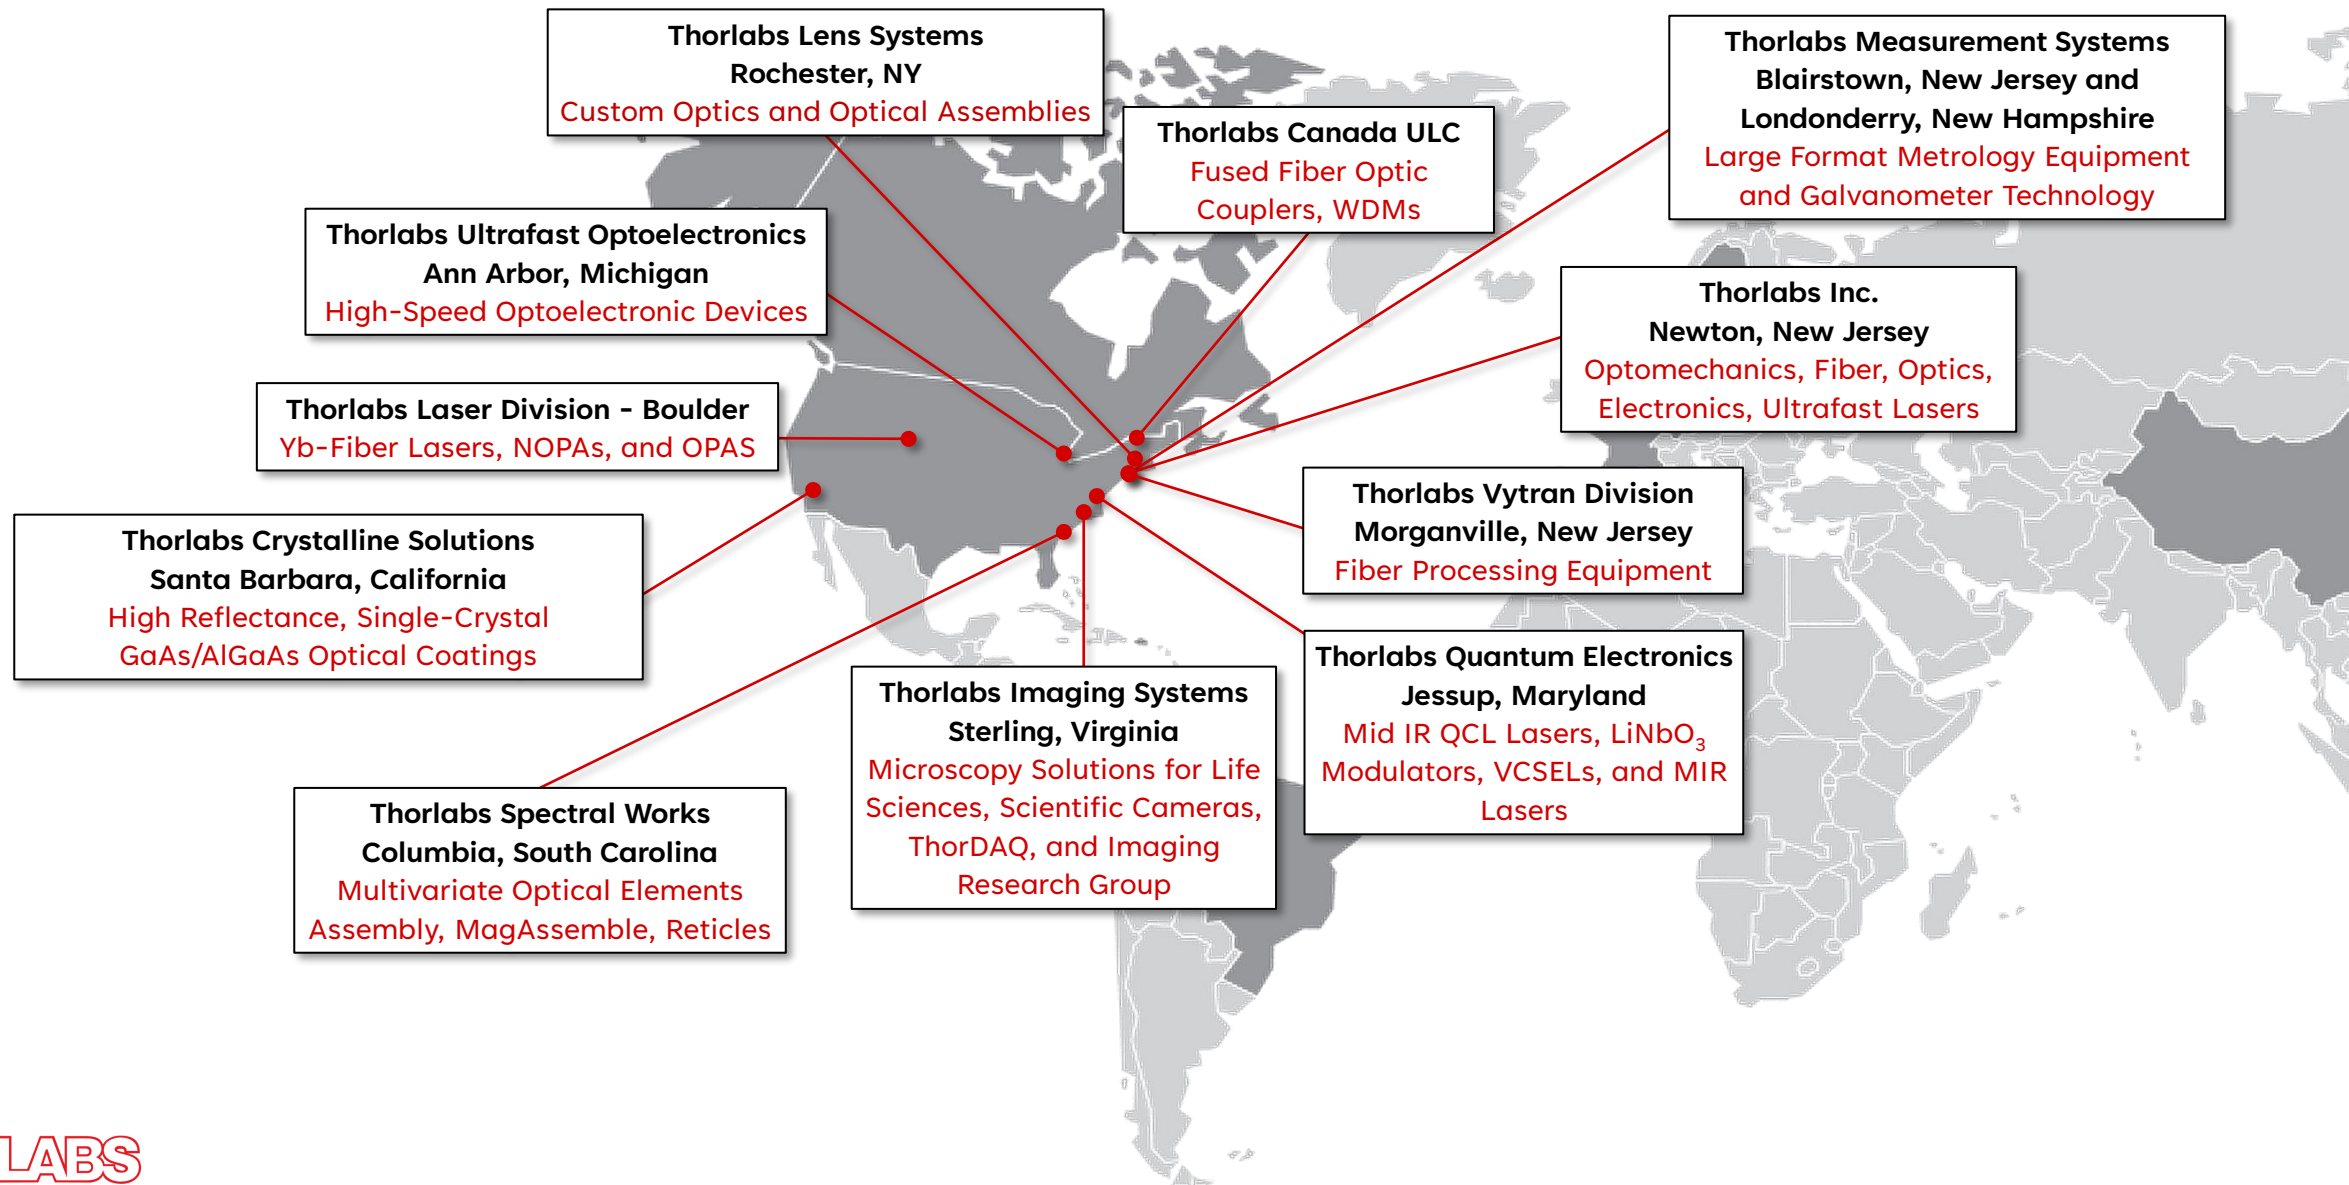 Thorlabs Lens Systems
Rochester, NY
Custom Optics and Optical Assemblies
Thorlabs Measurement Systems
Blairstown, New Jersey and
Londonderry, New Hampshire
Large Format Metrology Equipment
and Galvanometer Technology
Thorlabs Canada ULC
Fused Fiber Optic
Couplers, WDMs
Thorlabs Ultrafast Optoelectronics
Ann Arbor, Michigan
High-Speed Optoelectronic Devices
Thorlabs Inc.
Newton, New Jersey
Optomechanics, Fiber, Optics,
Electronics, Ultrafast Lasers
Thorlabs Laser Division - Boulder
Yb-Fiber Lasers, NOPAs, and OPAS
Thorlabs Vytran Division
Morganville, New Jersey
Fiber Processing Equipment
Thorlabs Crystalline Solutions
Santa Barbara, California
High Reflectance, Single-Crystal
GaAs/AlGaAs Optical Coatings
Thorlabs Quantum Electronics
Jessup, Maryland
Mid IR QCL Lasers, LiNbO₃
Modulators, VCSELs, and MIR
Lasers
Thorlabs Imaging Systems
Sterling, Virginia
Microscopy Solutions for Life
Sciences, Scientific Cameras,
ThorDAQ, and Imaging
Research Group
Thorlabs Spectral Works
Columbia, South Carolina
Multivariate Optical Elements
Assembly, MagAssemble, Reticles
LABS